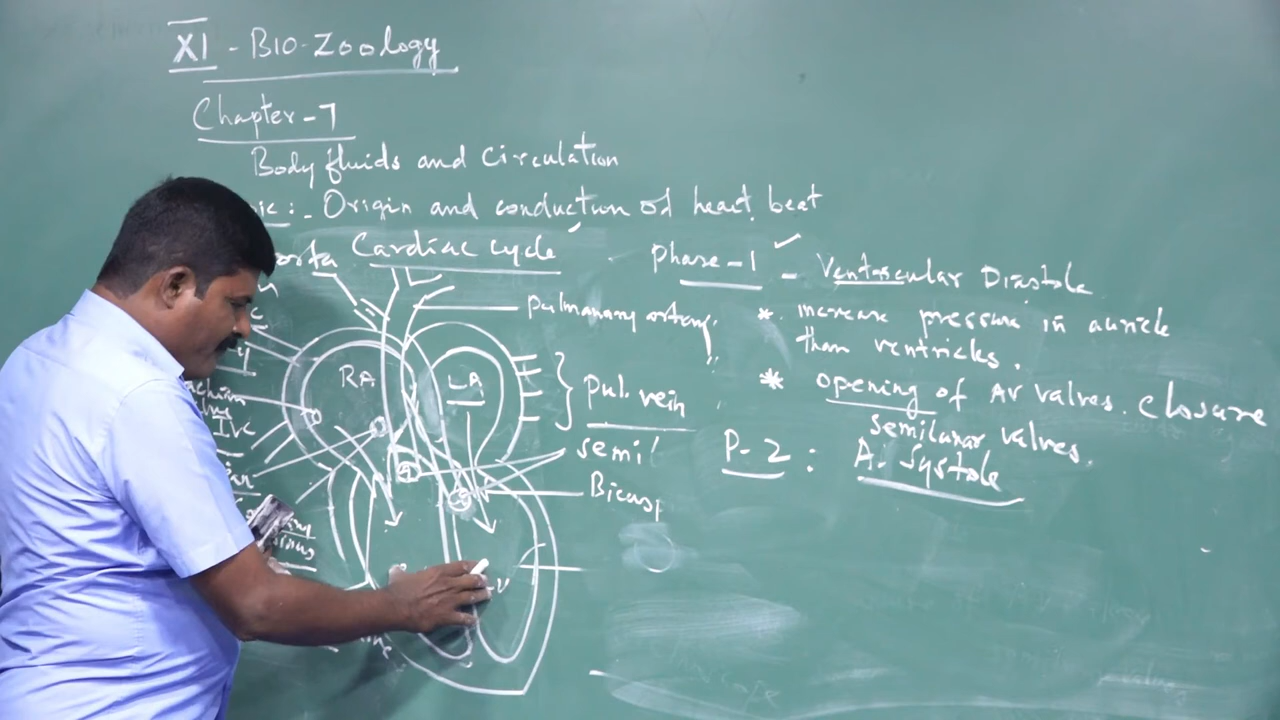 XI - BIO-Zoology
Chapter-7
Body fluids and Circulation
Origin and conduction of heart beat
Cardiac cycle
Phase-1 - Ventricular Diastole
* increase pressure in auricle
than ventricles.
* opening of AV valves. closure
semilunar valves.
P-2 : A. Systole
Pulmonary artery
RA
LA
Pul. vein
semi
Bicusp
IVC